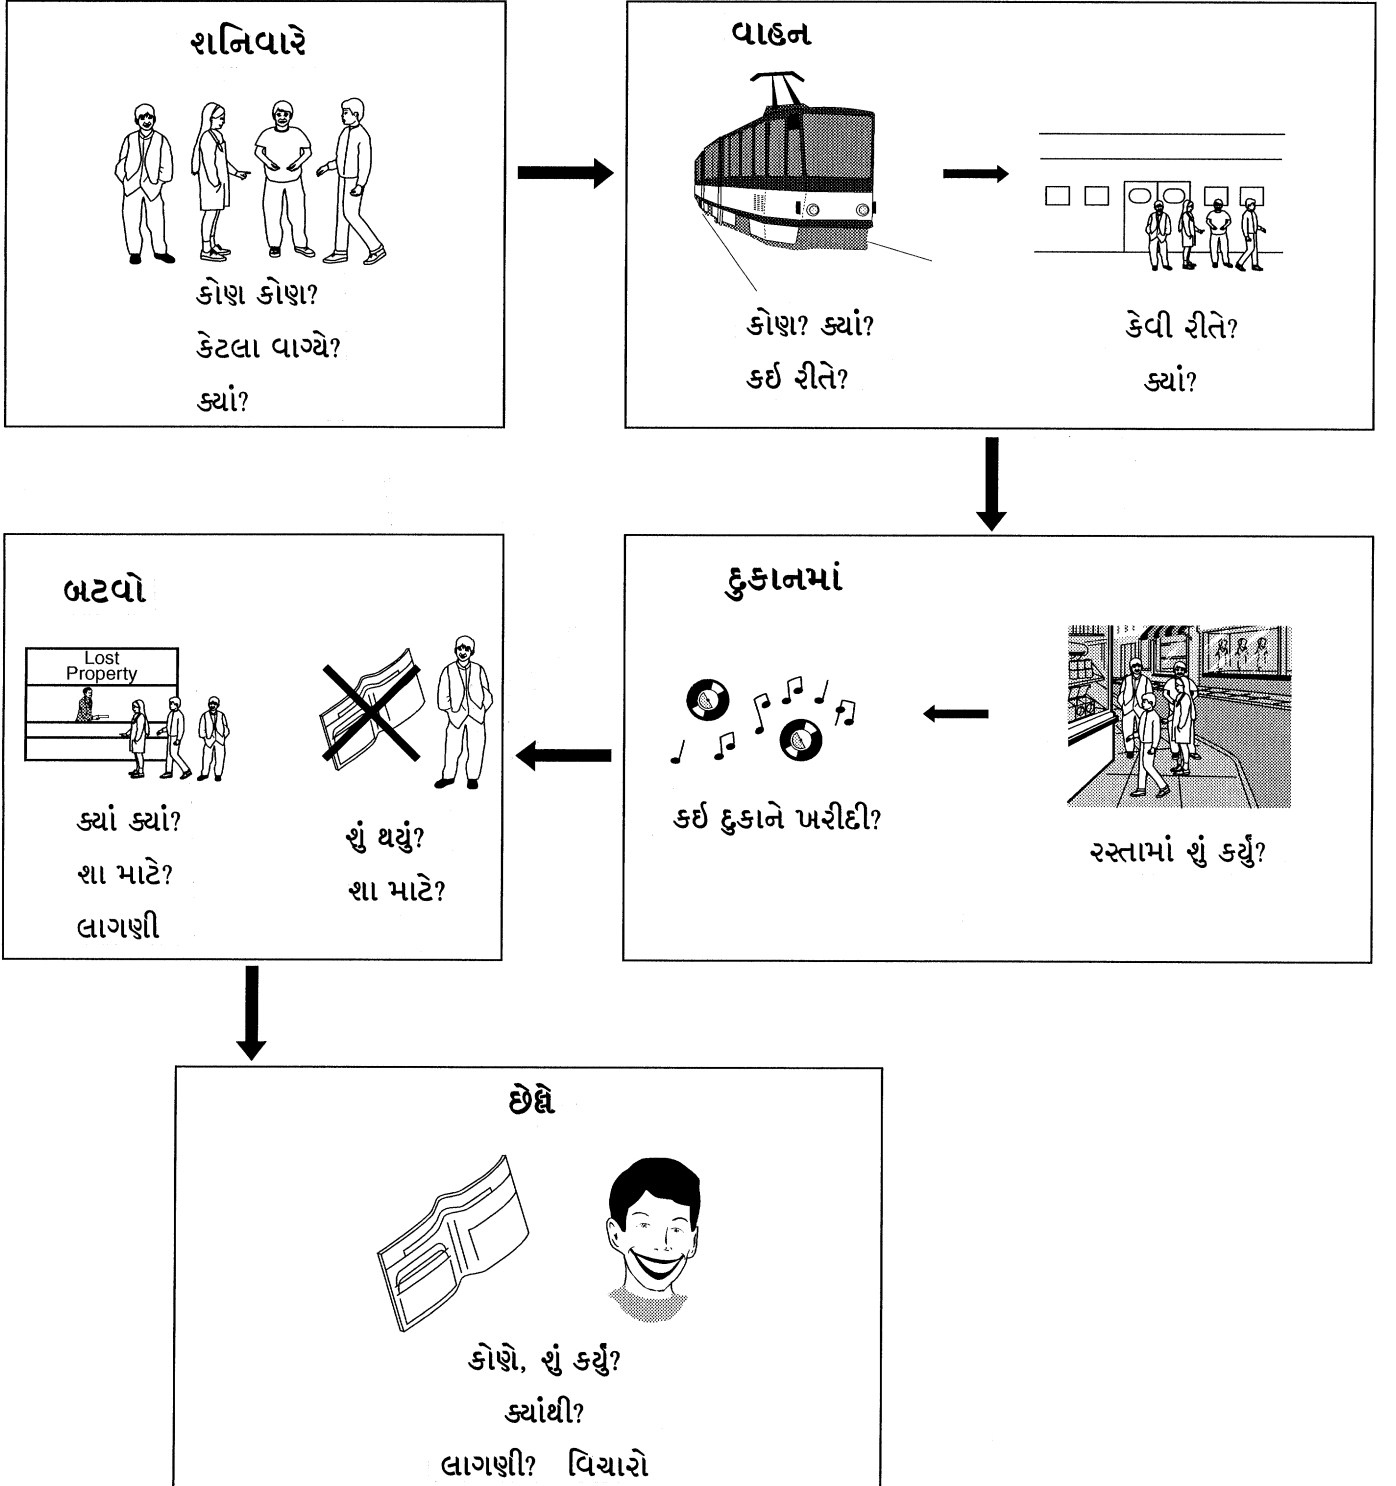 શનિવારે
કોણ કોણ?
કેટલા વાગ્યે?
ક્યાં?
વાહન
કોણ? ક્યાં?
કઈ રીતે?
કેવી રીતે?
ક્યાં?
દુકાનમાં
કઈ દુકાને ખરીદી?
રસ્તામાં શું કર્યું?
બટવો
Lost
Property
ક્યાં ક્યાં?
શા માટે?
લાગણી
શું થયું?
શા માટે?
છેલ્લે
કોણે, શું કર્યું?
ક્યાંથી?
લાગણી? વિચારો